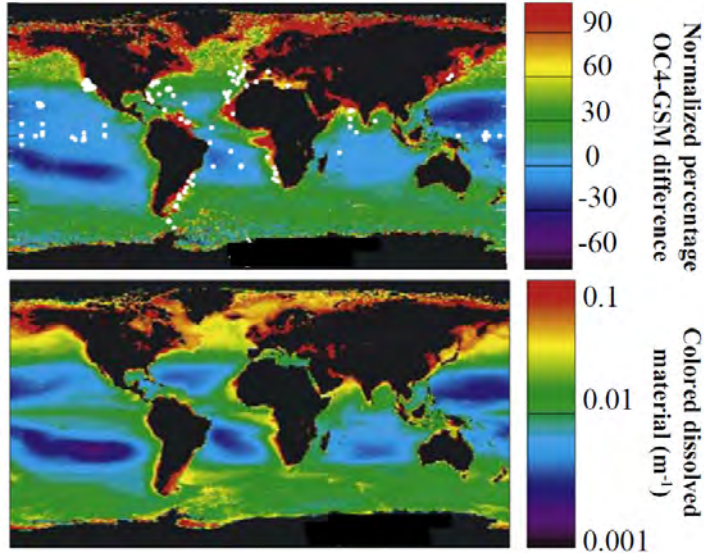 90
60
30
0
-30
-60
Normalized percentage
OC4-GSM difference
0.1
0.01
0.001
Colored dissolved
material (m⁻¹)